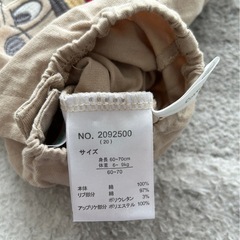 NO. 2092500
(20)
サイズ
身長 60-70cm
体重 6- 9kg
60-70
本体 綿 100%
リブ部分 綿 97%
ポリウレタン 3%
アップリケ部分 ポリエステル 100%